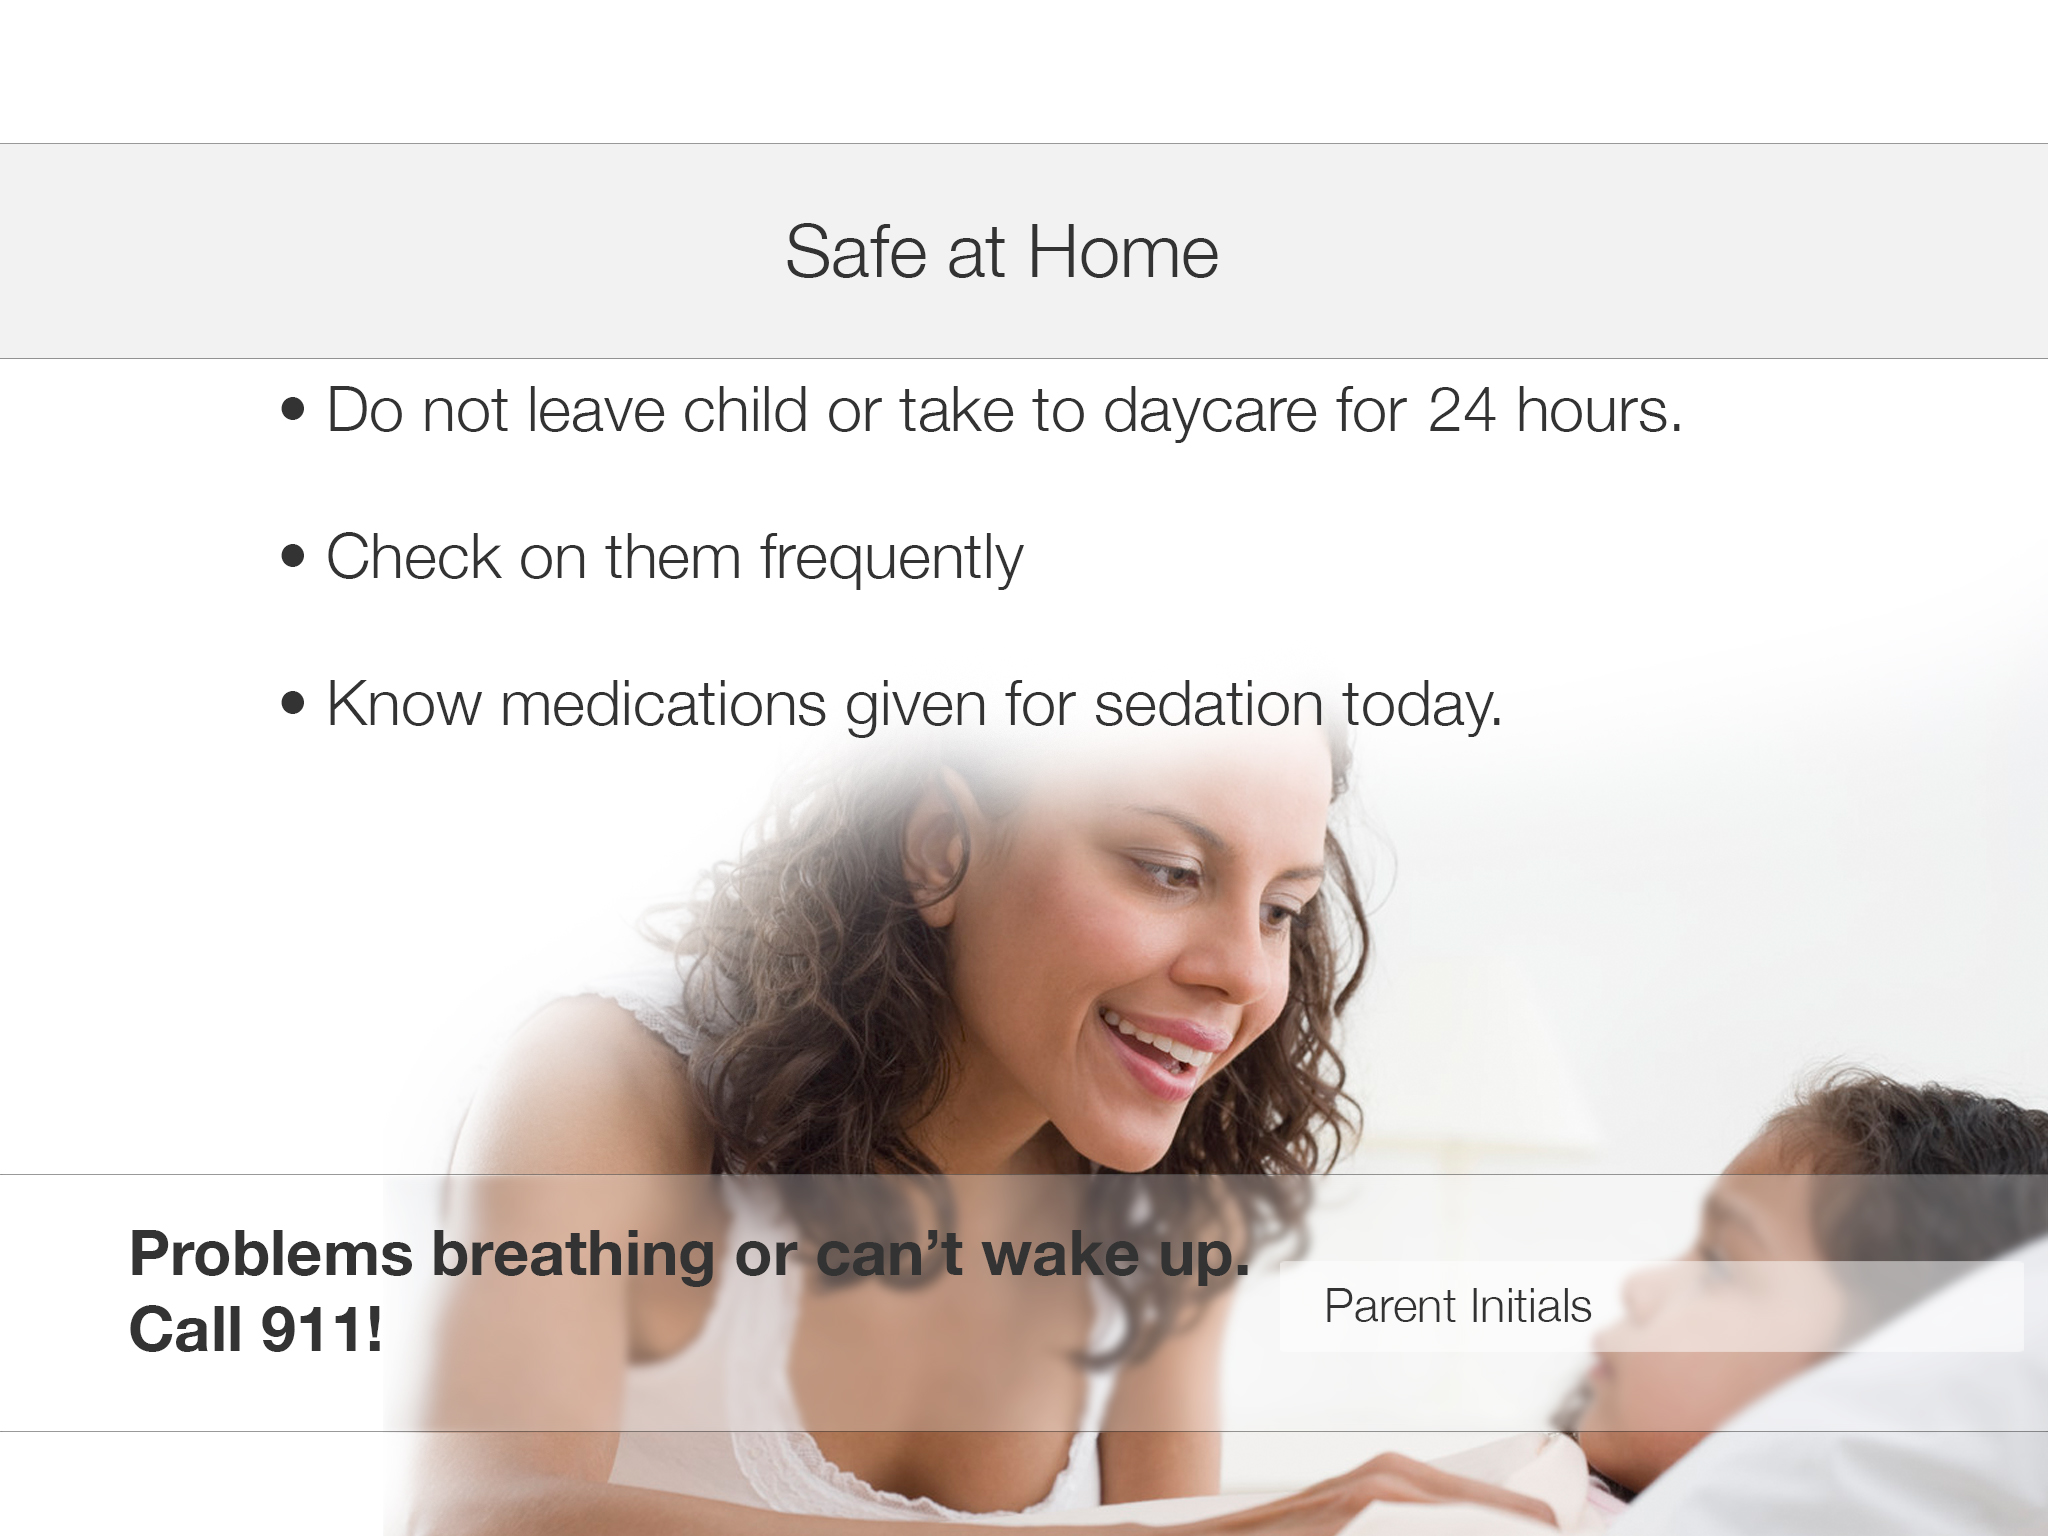 Safe at Home
• Do not leave child or take to daycare for 24 hours.
• Check on them frequently
• Know medications given for sedation today.
Problems breathing or can’t wake up.
Call 911!
Parent Initials